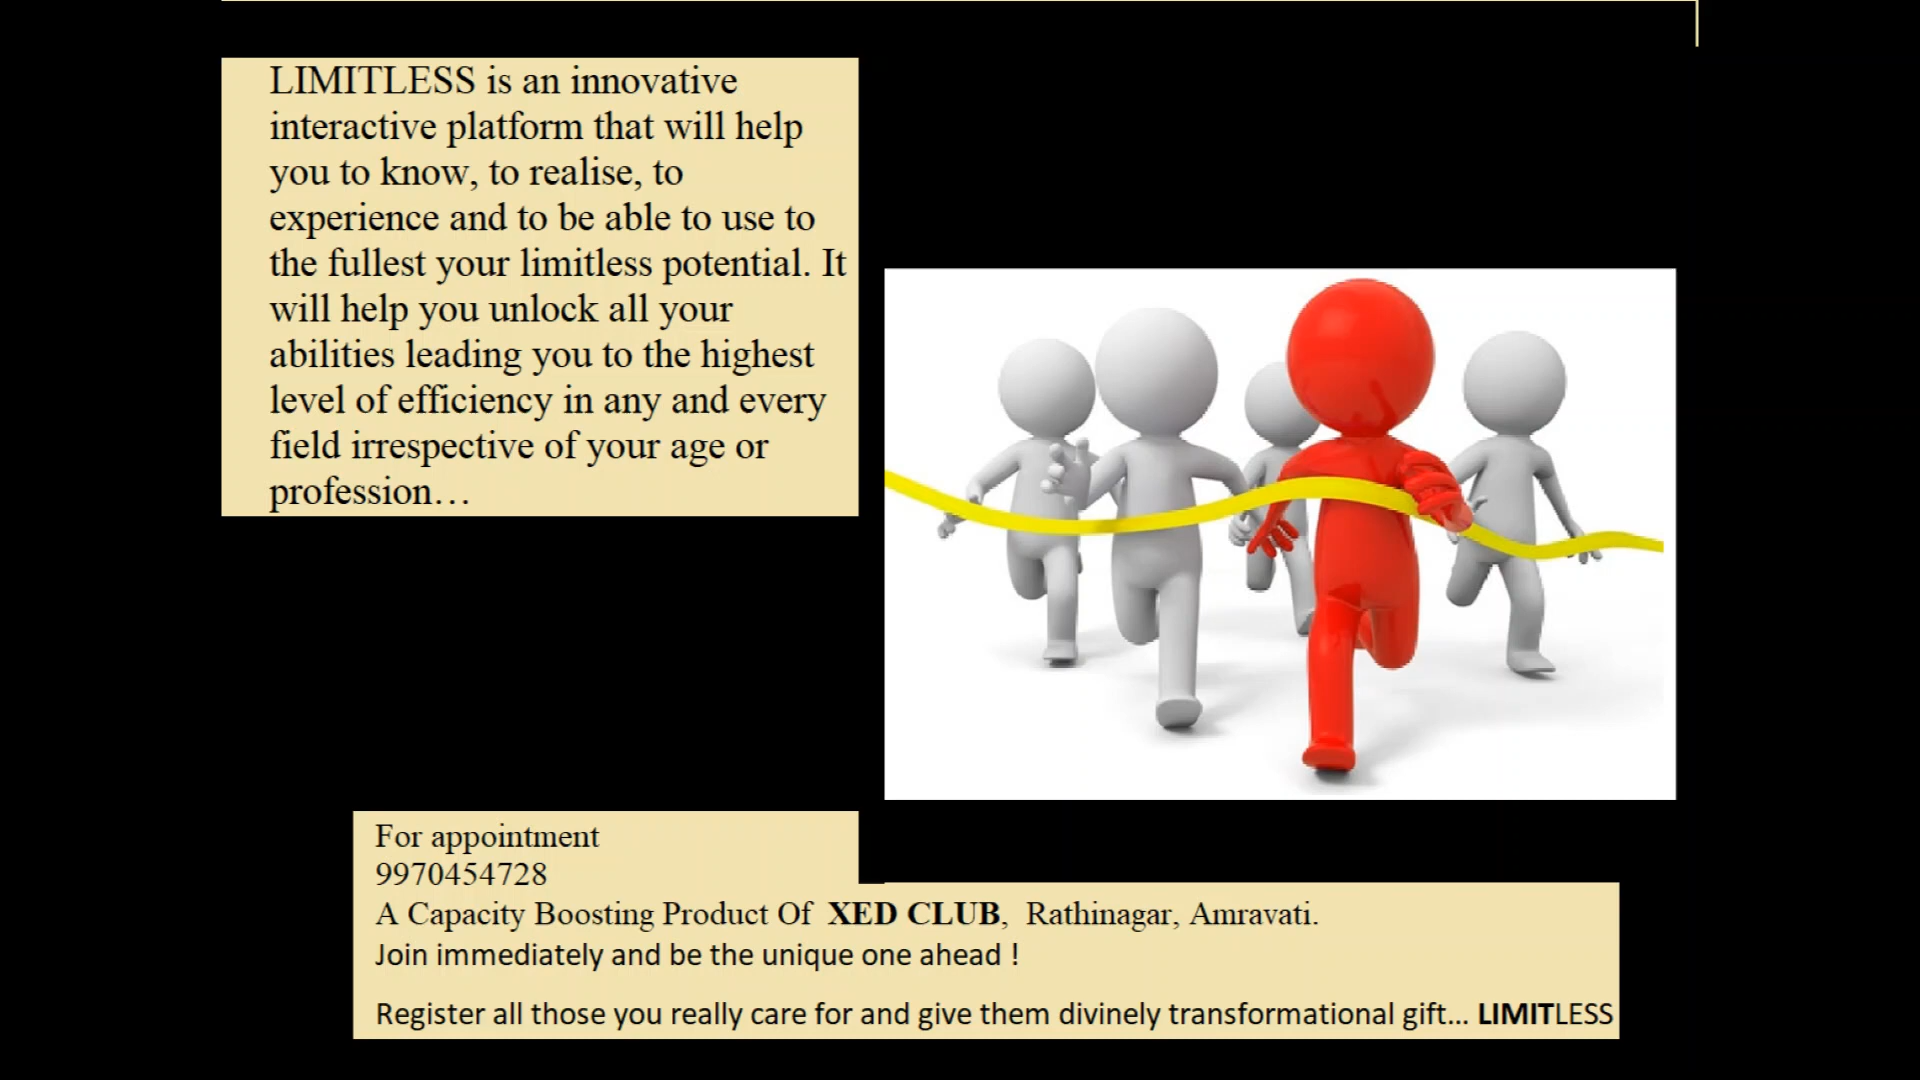 LIMITLESS is an innovative
interactive platform that will help
you to know, to realise, to
experience and to be able to use to
the fullest your limitless potential. It
will help you unlock all your
abilities leading you to the highest
level of efficiency in any and every
field irrespective of your age or
profession…
For appointment
9970454728
A Capacity Boosting Product Of XED CLUB, Rathinagar, Amravati.
Join immediately and be the unique one ahead !
Register all those you really care for and give them divinely transformational gift... LIMITLESS